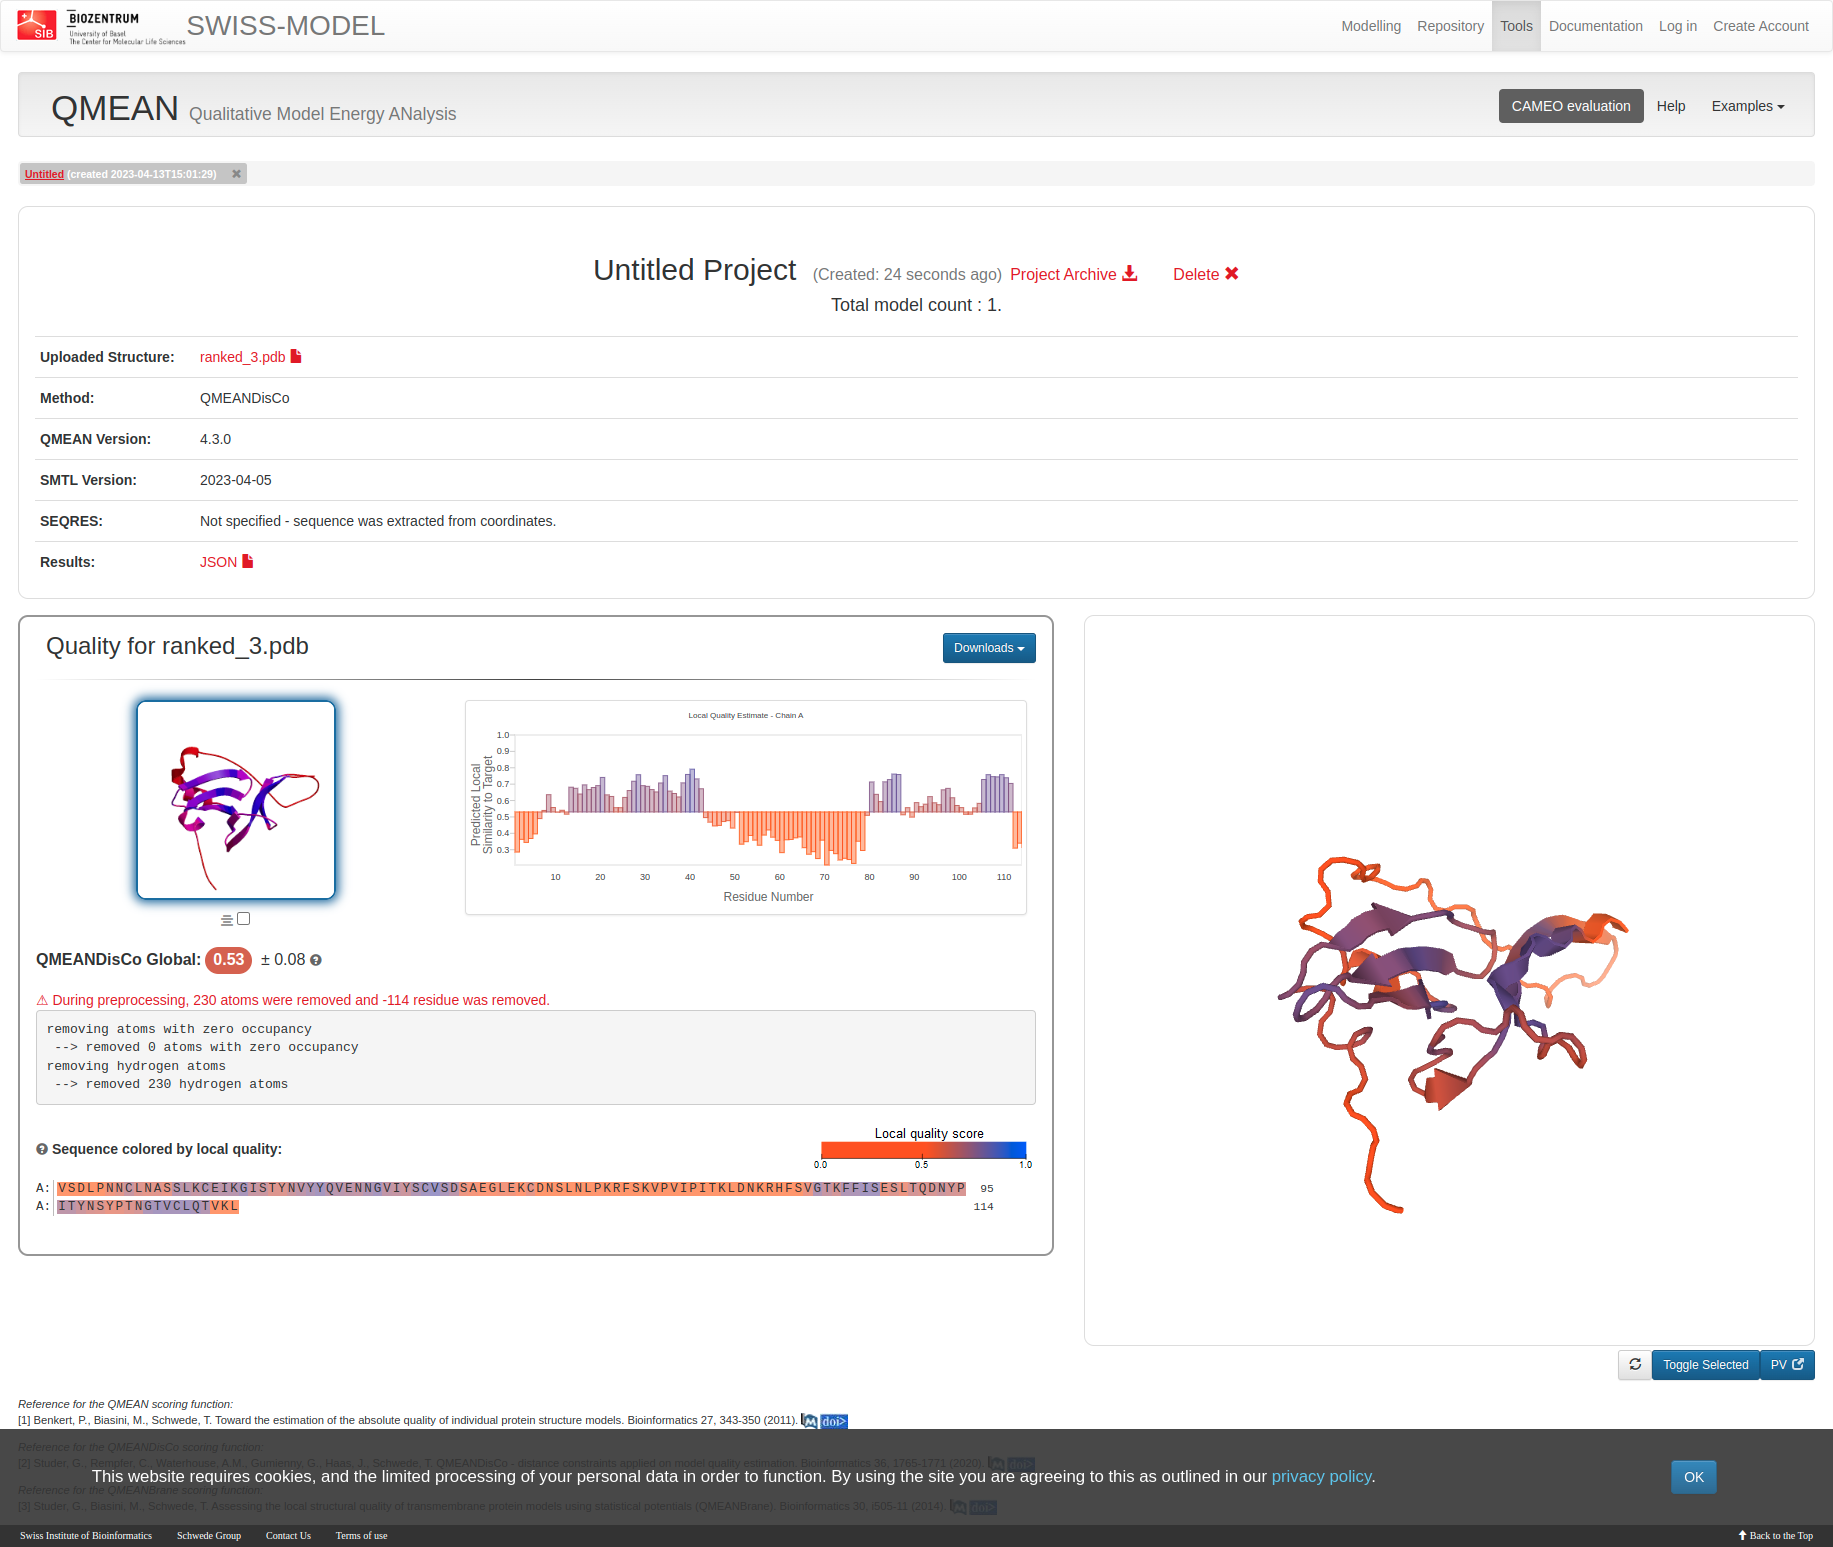 SIB
BIOZENTRUM
University of Basel
The Center for Molecular Life Sciences
SWISS-MODEL
Modelling Repository Tools Documentation Log in Create Account
QMEAN Qualitative Model Energy ANalysis
CAMEO evaluation Help Examples
Untitled (created 2023-04-13T15:01:29)
Untitled Project (Created: 24 seconds ago) Project Archive Delete
Total model count : 1.
Uploaded Structure: ranked_3.pdb
Method: QMEANDisCo
QMEAN Version: 4.3.0
SMTL Version: 2023-04-05
SEQRES: Not specified - sequence was extracted from coordinates.
Results: JSON
Quality for ranked_3.pdb
Downloads
Local Quality Estimate - Chain A
Predicted Local
Similarity to Target
1.0
0.9
0.8
0.7
0.6
0.5
0.4
0.3
10 20 30 40 50 60 70 80 90 100 110
Residue Number
QMEANDisCo Global: 0.53 ± 0.08
During preprocessing, 230 atoms were removed and -114 residue was removed.
removing atoms with zero occupancy
--> removed 0 atoms with zero occupancy
removing hydrogen atoms
--> removed 230 hydrogen atoms
Sequence colored by local quality:
Local quality score
0.0 0.5 1.0
A: VSDLPNNCLNASSLKCEIKGISTYNVYYQVENNGVIYSCVSDSAEGLEKCDNSLNLPKRFSKVPVIPITKLDNKRHFSVGTKFFISESLTQDNYP 95
A: ITYNSYPTNGTVCLQTVKL 114
Toggle Selected PV
Reference for the QMEAN scoring function:
[1] Benkert, P., Biasini, M., Schwede, T. Toward the estimation of the absolute quality of individual protein structure models. Bioinformatics 27, 343-350 (2011). doi>
Reference for the QMEANDisCo scoring function:
[2] Studer, G., Rempfer, C., Waterhouse, A.M., Gumienny, G., Haas, J., Schwede, T. QMEANDisCo - distance constraints applied on model quality estimation. Bioinformatics 36, 1765-1771 (2020). doi>
This website requires cookies, and the limited processing of your personal data in order to function. By using the site you are agreeing to this as outlined in our privacy policy.
OK
Reference for the QMEANBrane scoring function:
[3] Studer, G., Biasini, M., Schwede, T. Assessing the local structural quality of transmembrane protein models using statistical potentials (QMEANBrane). Bioinformatics 30, i505-11 (2014). doi>
Swiss Institute of Bioinformatics Schwede Group Contact Us Terms of use Back to the Top